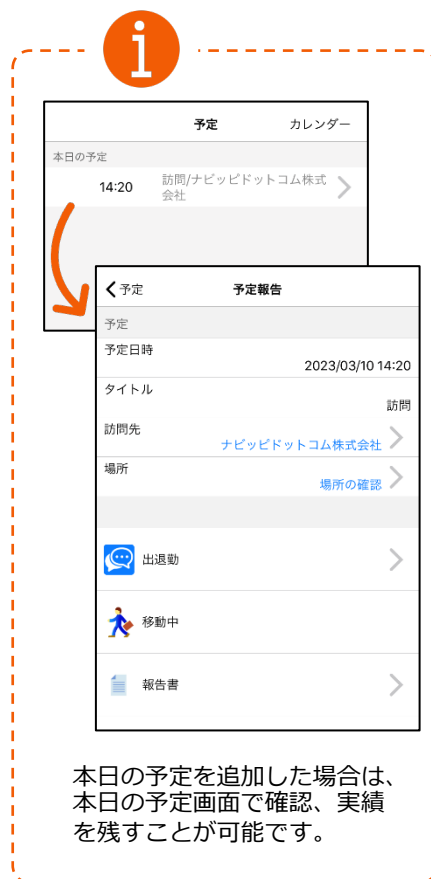 i
予定 カレンダー
本日の予定
14:20 訪問/ナビッピドットコム株式
会社
予定 予定報告
予定
予定日時
2023/03/10 14:20
タイトル
訪問
訪問先
ナビッピドットコム株式会社
場所
場所の確認
出退勤
移動中
報告書
本日の予定を追加した場合は、
本日の予定画面で確認、実績
を残すことが可能です。